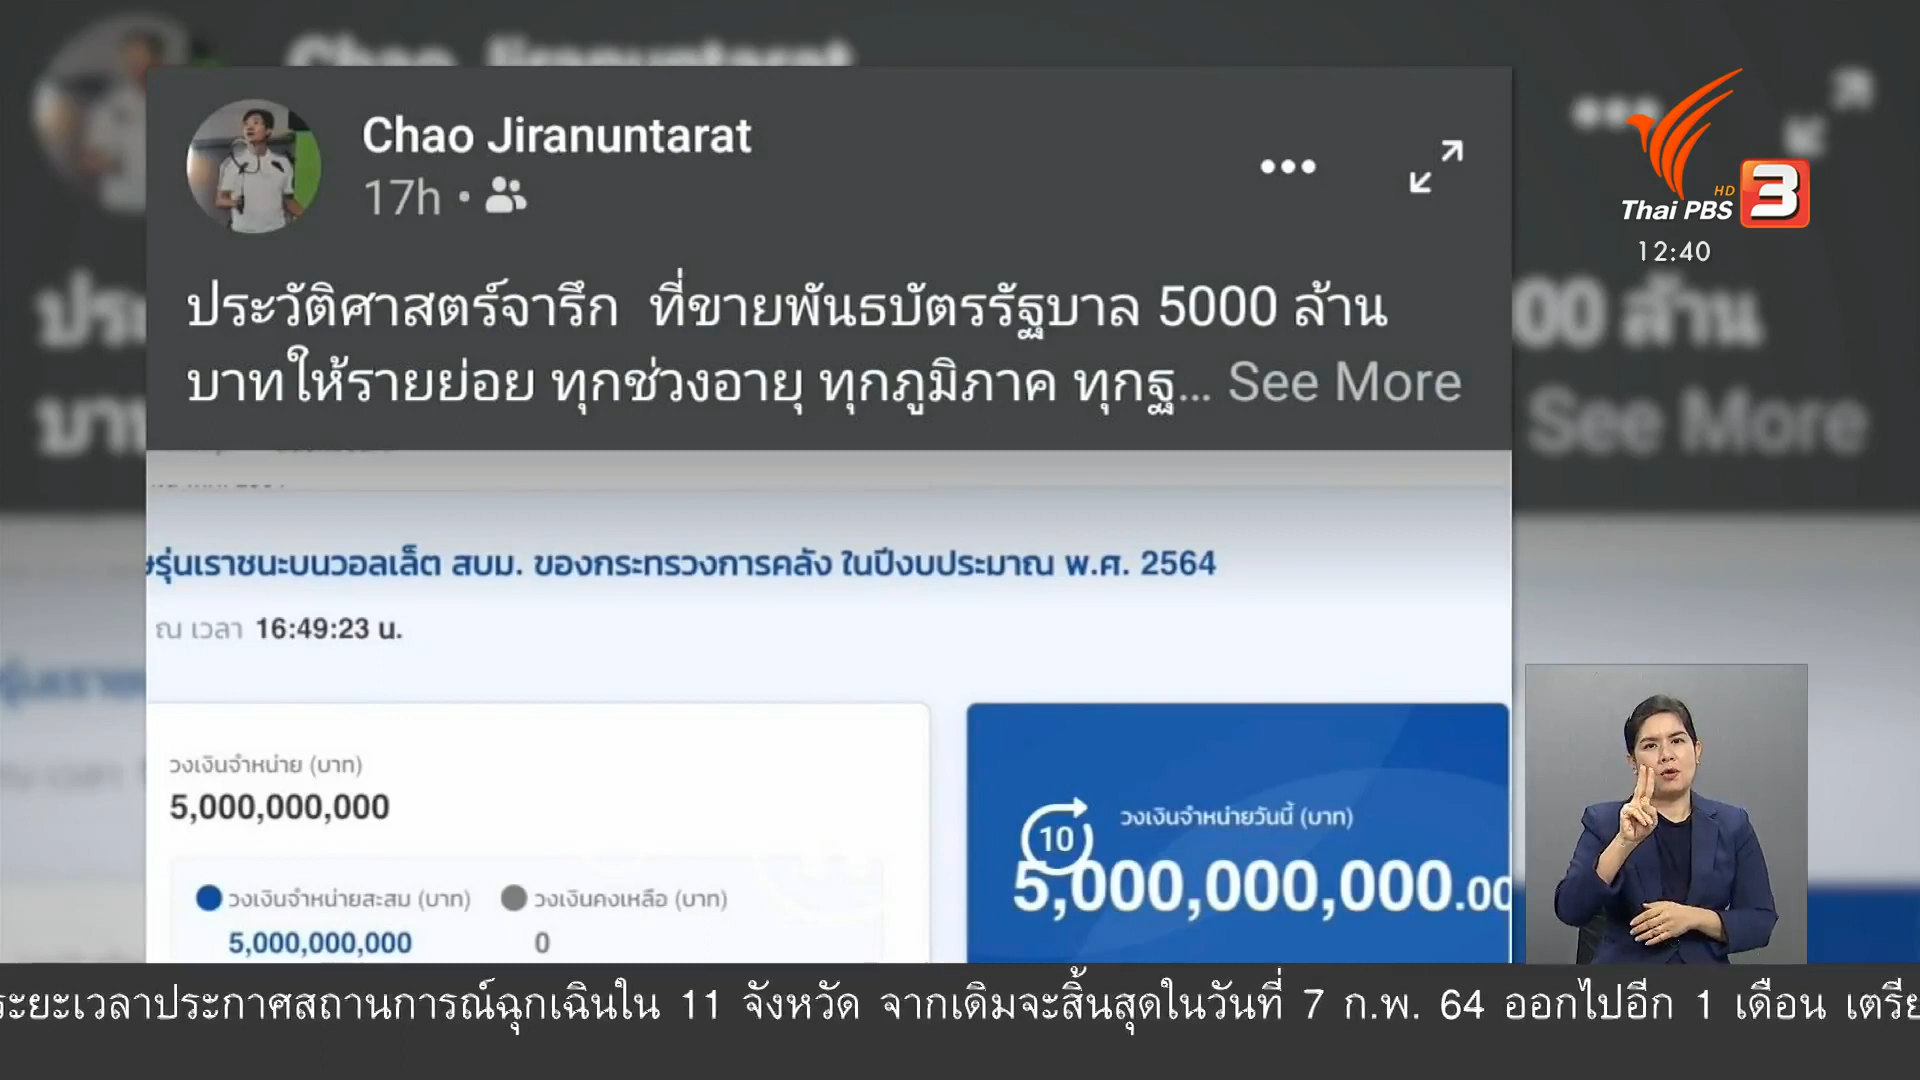 Chao Jiranuntarat
17h
ประวัติศาสตร์จารึก ที่ขายพันธบัตรรัฐบาล 5000 ล้าน
บาทให้รายย่อย ทุกช่วงอายุ ทุกภูมิภาค ทุกฐ... See More
Thai PBS HD 3
12:40
รุ่นเราชนะบนวอลเล็ต สบม. ของกระทรวงการคลัง ในปีงบประมาณ พ.ศ. 2564
ณ เวลา 16:49:23 น.
วงเงินจำหน่าย (บาท)
5,000,000,000
วงเงินจำหน่ายสะสม (บาท) วงเงินคงเหลือ (บาท)
5,000,000,000 0
10 วงเงินจำหน่ายวันนี้ (บาท)
5,000,000,000.00
ระยะเวลาประกาศสถานการณ์ฉุกเฉินใน 11 จังหวัด จากเดิมจะสิ้นสุดในวันที่ 7 ก.พ. 64 ออกไปอีก 1 เดือน เตรีย